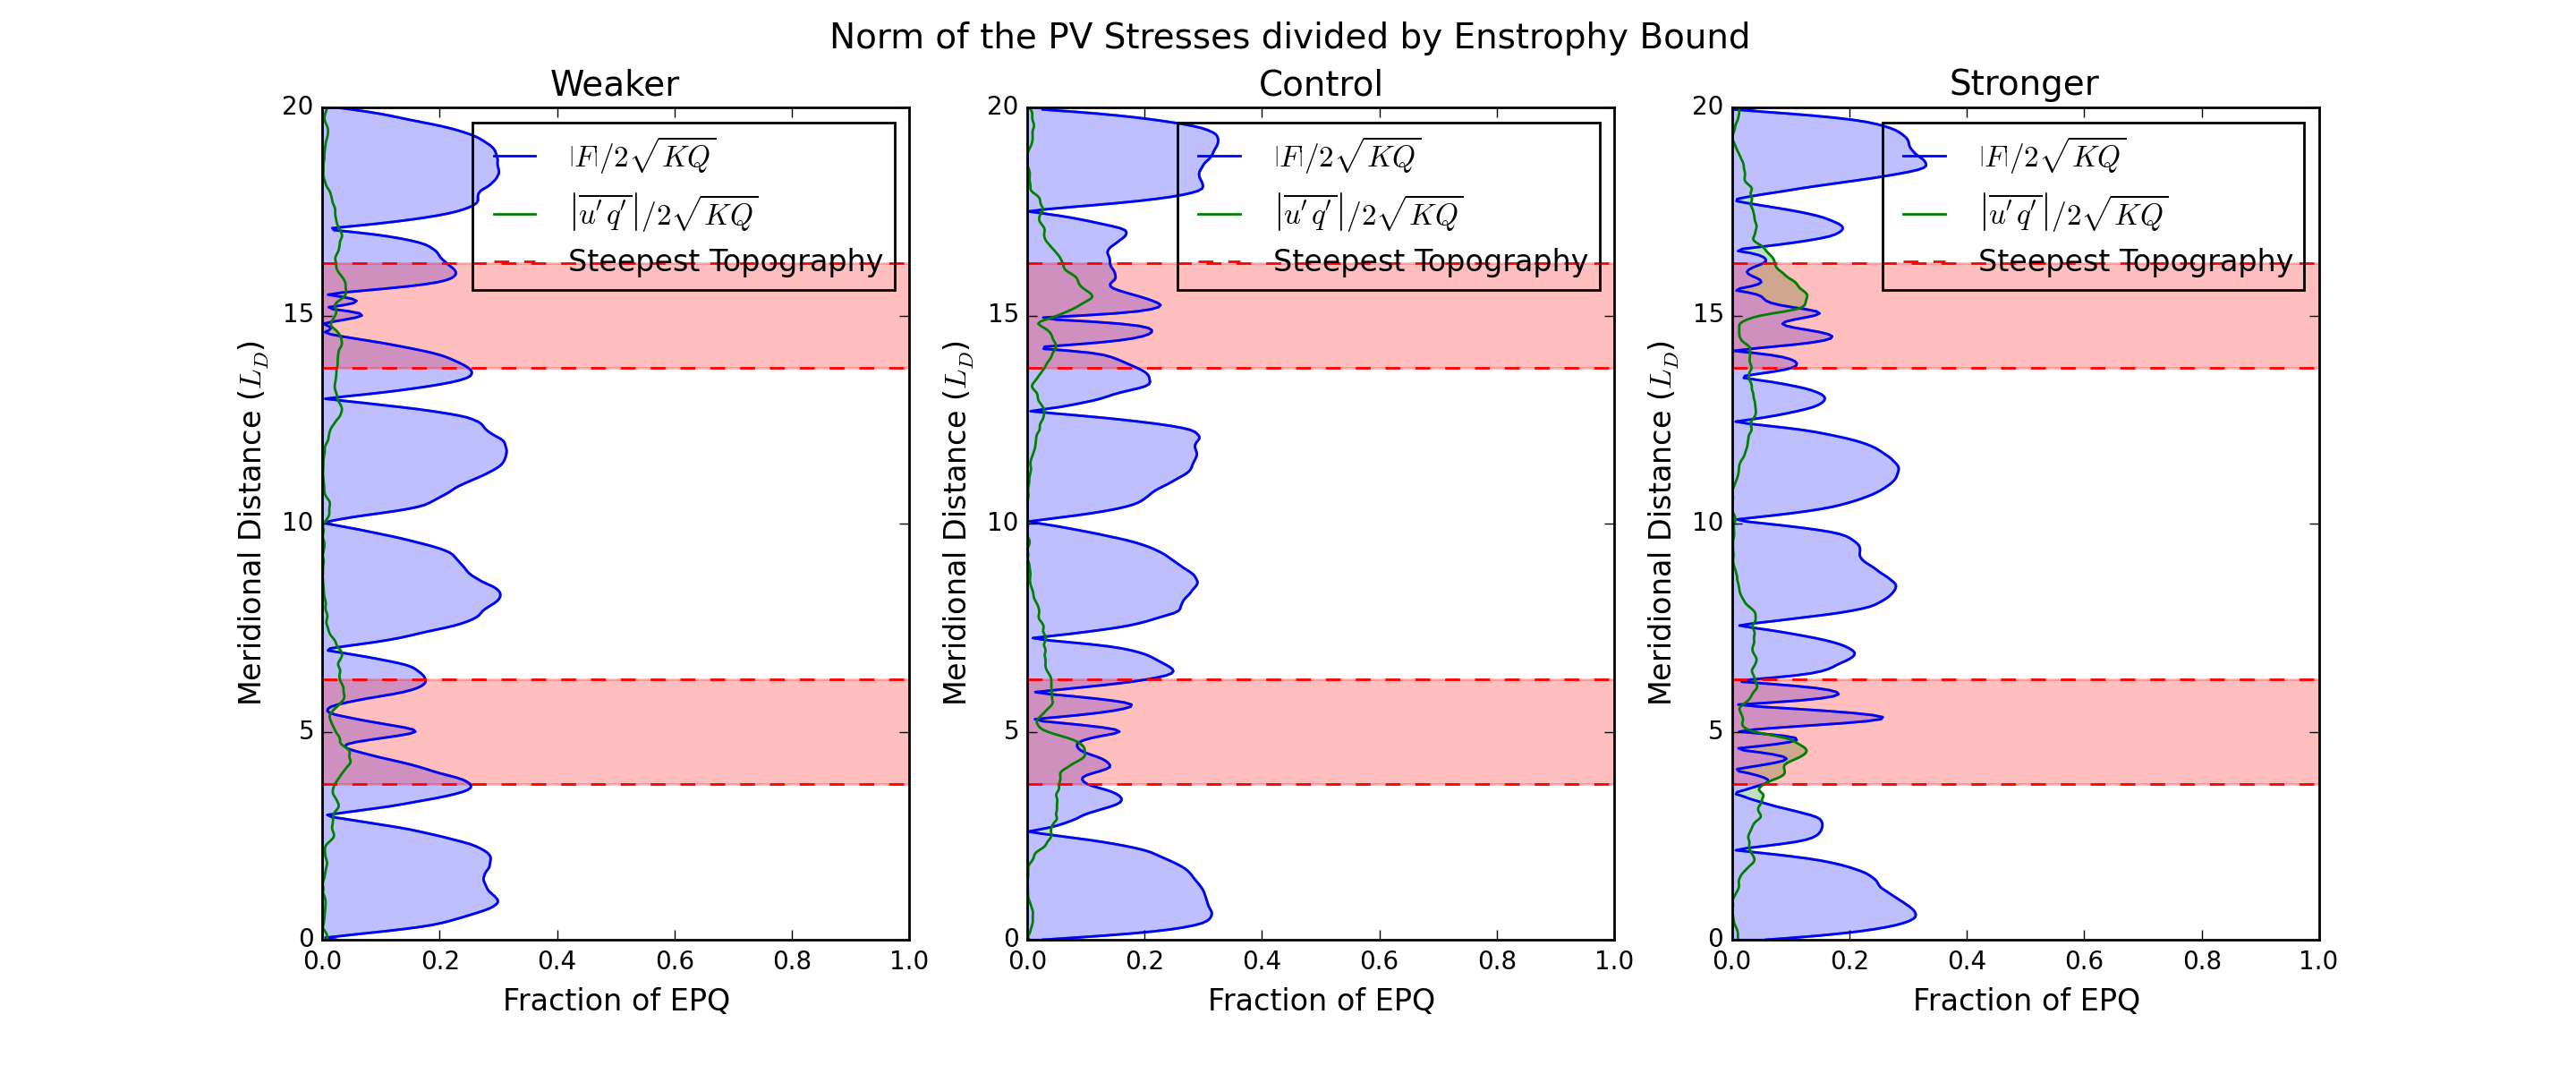 Norm of the PV Stresses divided by Enstrophy Bound
Weaker
Meridional Distance (L_D)
20
15
10
5
0
0.0 0.2 0.4 0.6 0.8 1.0
Fraction of EPQ
|F|/2√KQ
|u′q′|/2√KQ
Steepest Topography
Control
Meridional Distance (L_D)
20
15
10
5
0
0.0 0.2 0.4 0.6 0.8 1.0
Fraction of EPQ
|F|/2√KQ
|u′q′|/2√KQ
Steepest Topography
Stronger
Meridional Distance (L_D)
20
15
10
5
0
0.0 0.2 0.4 0.6 0.8 1.0
Fraction of EPQ
|F|/2√KQ
|u′q′|/2√KQ
Steepest Topography